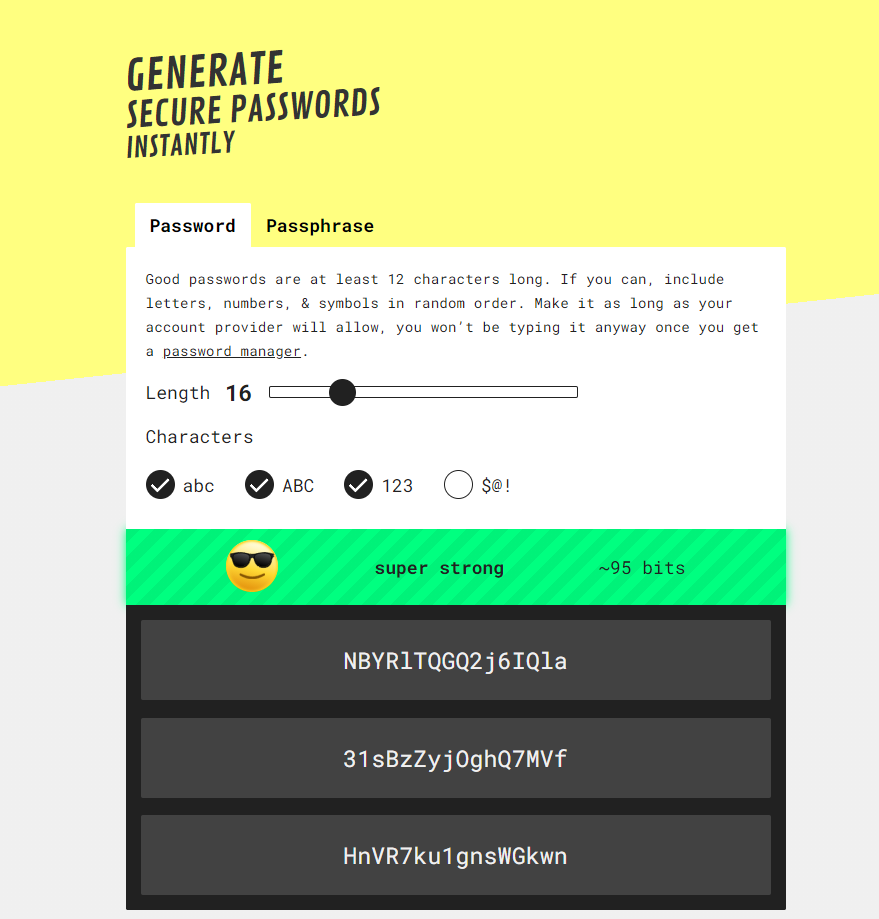 GENERATE
SECURE PASSWORDS
INSTANTLY
Password Passphrase
Good passwords are at least 12 characters long. If you can, include
letters, numbers, & symbols in random order. Make it as long as your
account provider will allow, you won’t be typing it anyway once you get
a password manager.
Length 16
Characters
abc ABC 123 $@!
super strong ~95 bits
NBYRlTQGQ2j6IQla
31sBzZyjOghQ7MVf
HnVR7ku1gnsWGkwn